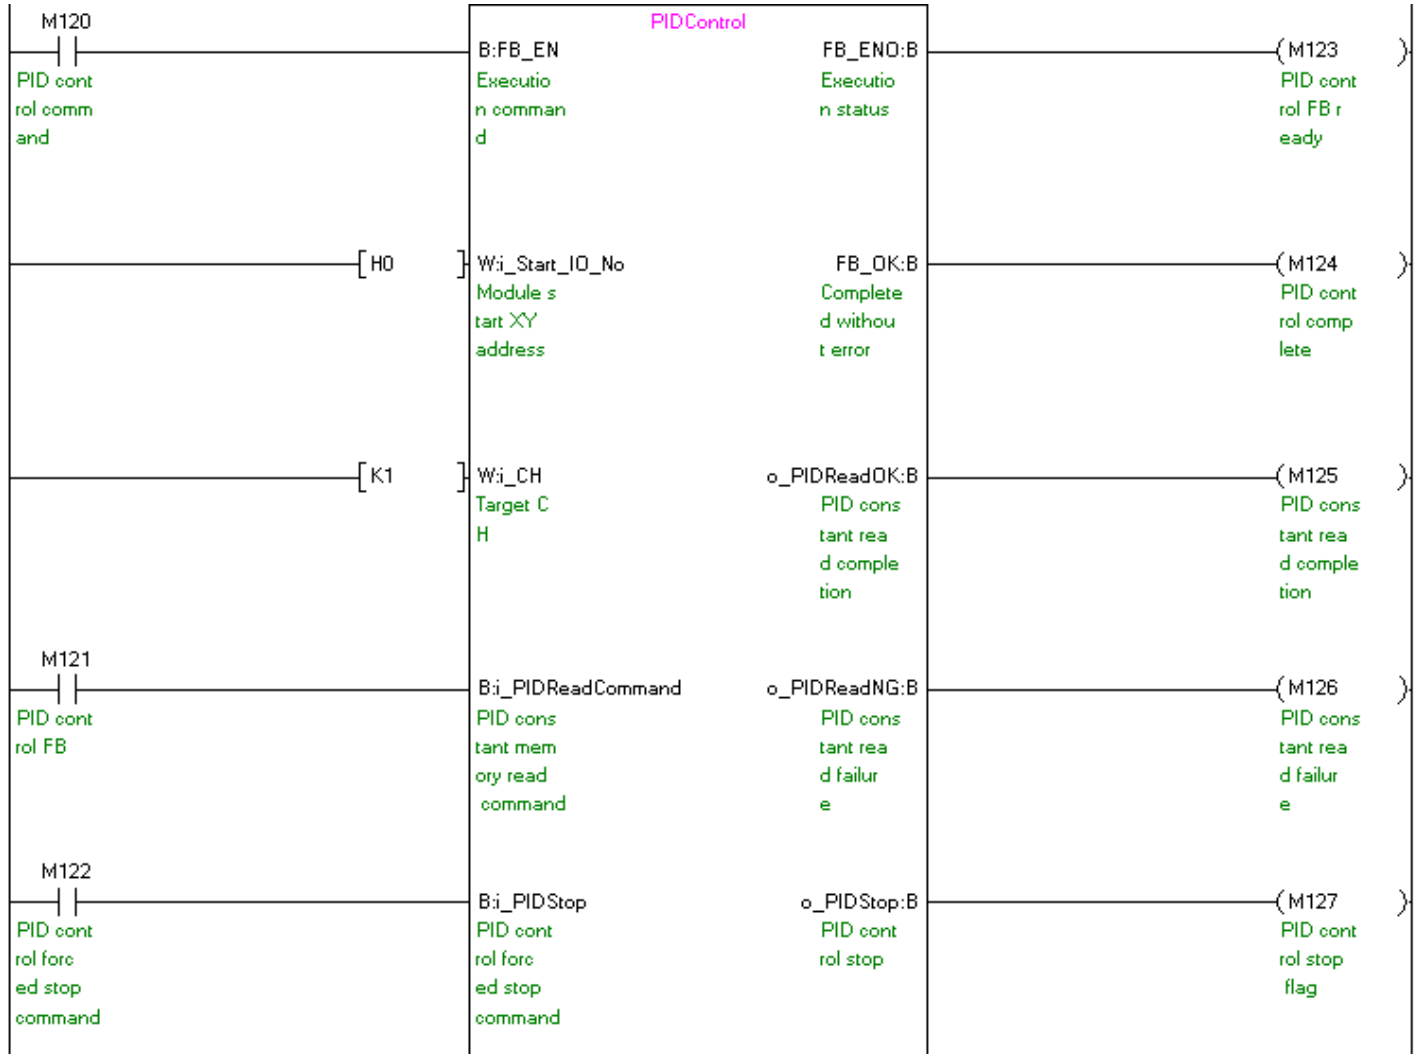 PIDControl
M120
B:FB_EN
FB_ENO:B
M123
PID cont
rol comm
and
Executio
n comman
d
Executio
n status
PID cont
rol FB r
eady
H0
W:i_Start_IO_No
FB_OK:B
M124
Module s
tart XY
address
Complete
d withou
t error
PID cont
rol comp
lete
K1
W:i_CH
o_PIDReadOK:B
M125
Target C
H
PID cons
tant rea
d comple
tion
PID cons
tant rea
d comple
tion
M121
B:i_PIDReadCommand
o_PIDReadNG:B
M126
PID cont
rol FB
PID cons
tant mem
ory read
command
PID cons
tant rea
d failur
e
PID cons
tant rea
d failur
e
M122
B:i_PIDStop
o_PIDStop:B
M127
PID cont
rol forc
ed stop
command
PID cont
rol forc
ed stop
command
PID cont
rol stop
PID cont
rol stop
flag